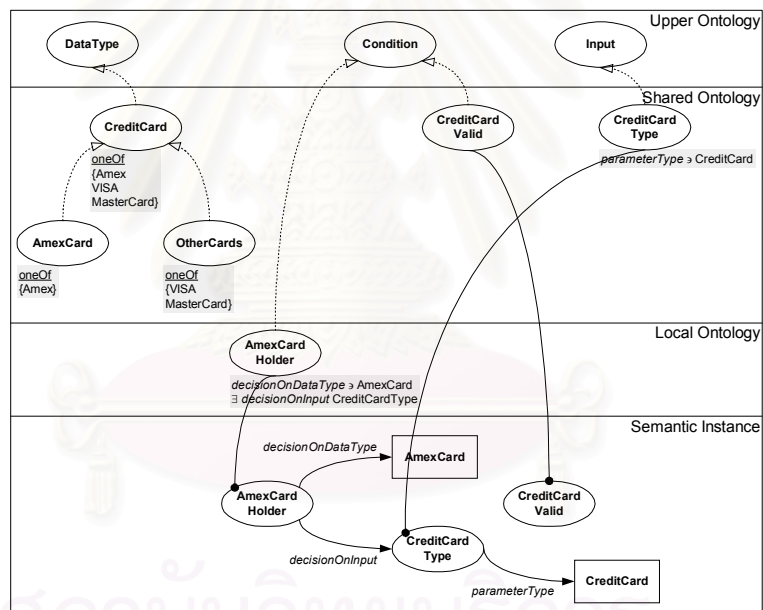 Upper Ontology
DataType
Condition
Input
Shared Ontology
CreditCard
oneOf
{Amex
VISA
MasterCard}
CreditCard
Valid
CreditCard
Type
parameterType ∍ CreditCard
AmexCard
oneOf
{Amex}
OtherCards
oneOf
{VISA
MasterCard}
Local Ontology
AmexCard
Holder
decisionOnDataType ∍ AmexCard
∃ decisionOnInput CreditCardType
Semantic Instance
decisionOnDataType
AmexCard
AmexCard
Holder
CreditCard
Valid
decisionOnInput
CreditCard
Type
parameterType
CreditCard